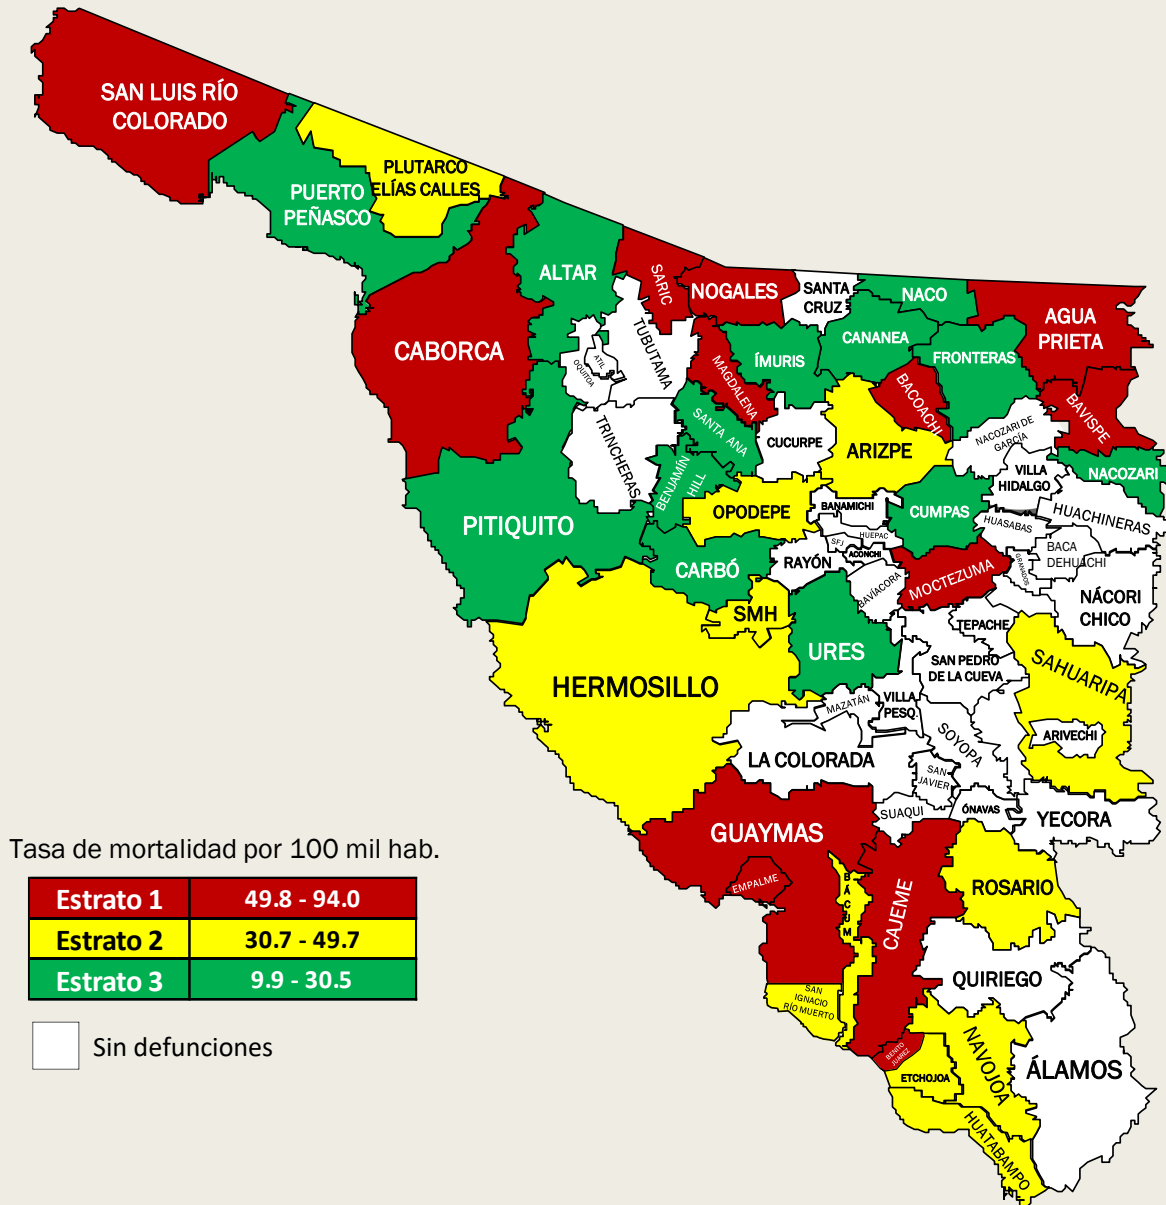 SAN LUIS RÍO
COLORADO
PLUTARCO
ELÍAS CALLES
PUERTO
PEÑASCO
ALTAR
SARIC
NOGALES
SANTA
CRUZ
NACO
AGUA
PRIETA
CABORCA
TUBUTAMA
ATIL
OQUITOA
MAGDALENA
ÍMURIS
CANANEA
FRONTERAS
BACOACHI
BAVISPE
SANTA ANA
CUCURPE
ARIZPE
NACOZARI DE
GARCÍA
TRINCHERAS
BENJAMÍN
HILL
VILLA
HIDALGO
NACOZARI
PITIQUITO
OPODEPE
BANAMICHI
CUMPAS
HUASABAS
HUACHINERAS
HUEPAC
SFJ
ACONCHI
RAYÓN
BACA
DEHUACHI
GRANADOS
CARBÓ
BAVÍACORA
MOCTEZUMA
NÁCORI
CHICO
SMH
TEPACHE
URES
SAN PEDRO
DE LA CUEVA
SAHUARIPA
HERMOSILLO
MAZATÁN
VILLA
PESQ.
SOYOPA
ARIVECHI
LA COLORADA
SAN
JAVIER
SUAQUI
ÓNAVAS
YECORA
GUAYMAS
EMPALME
BÁCUM
CAJEME
ROSARIO
QUIRIEGO
SAN
IGNACIO
RÍO MUERTO
BENITO
JUAREZ
ETCHOJOA
NAVOJOA
ÁLAMOS
HUATABAMPO
Tasa de mortalidad por 100 mil hab.
Estrato 1 49.8 - 94.0
Estrato 2 30.7 - 49.7
Estrato 3 9.9 - 30.5
Sin defunciones